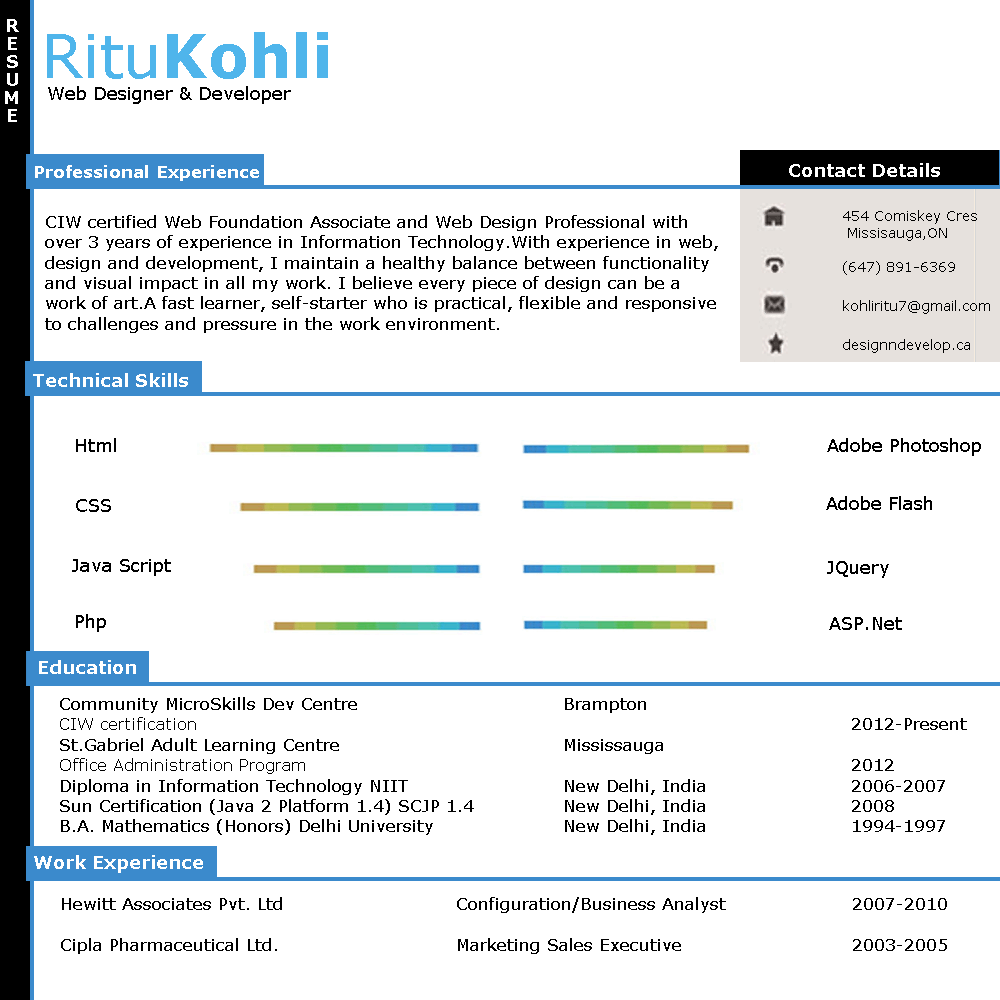 RESUME
RituKohli
Web Designer & Developer
Professional Experience
CIW certified Web Foundation Associate and Web Design Professional with
over 3 years of experience in Information Technology.With experience in web,
design and development, I maintain a healthy balance between functionality
and visual impact in all my work. I believe every piece of design can be a
work of art.A fast learner, self-starter who is practical, flexible and responsive
to challenges and pressure in the work environment.
Contact Details
454 Comiskey Cres
Missisauga,ON
(647) 891-6369
kohliritu7@gmail.com
designndevelop.ca
Technical Skills
Html Adobe Photoshop
CSS Adobe Flash
Java Script JQuery
Php ASP.Net
Education
Community MicroSkills Dev Centre Brampton
CIW certification 2012-Present
St.Gabriel Adult Learning Centre Mississauga
Office Administration Program 2012
Diploma in Information Technology NIIT New Delhi, India 2006-2007
Sun Certification (Java 2 Platform 1.4) SCJP 1.4 New Delhi, India 2008
B.A. Mathematics (Honors) Delhi University New Delhi, India 1994-1997
Work Experience
Hewitt Associates Pvt. Ltd Configuration/Business Analyst 2007-2010
Cipla Pharmaceutical Ltd. Marketing Sales Executive 2003-2005